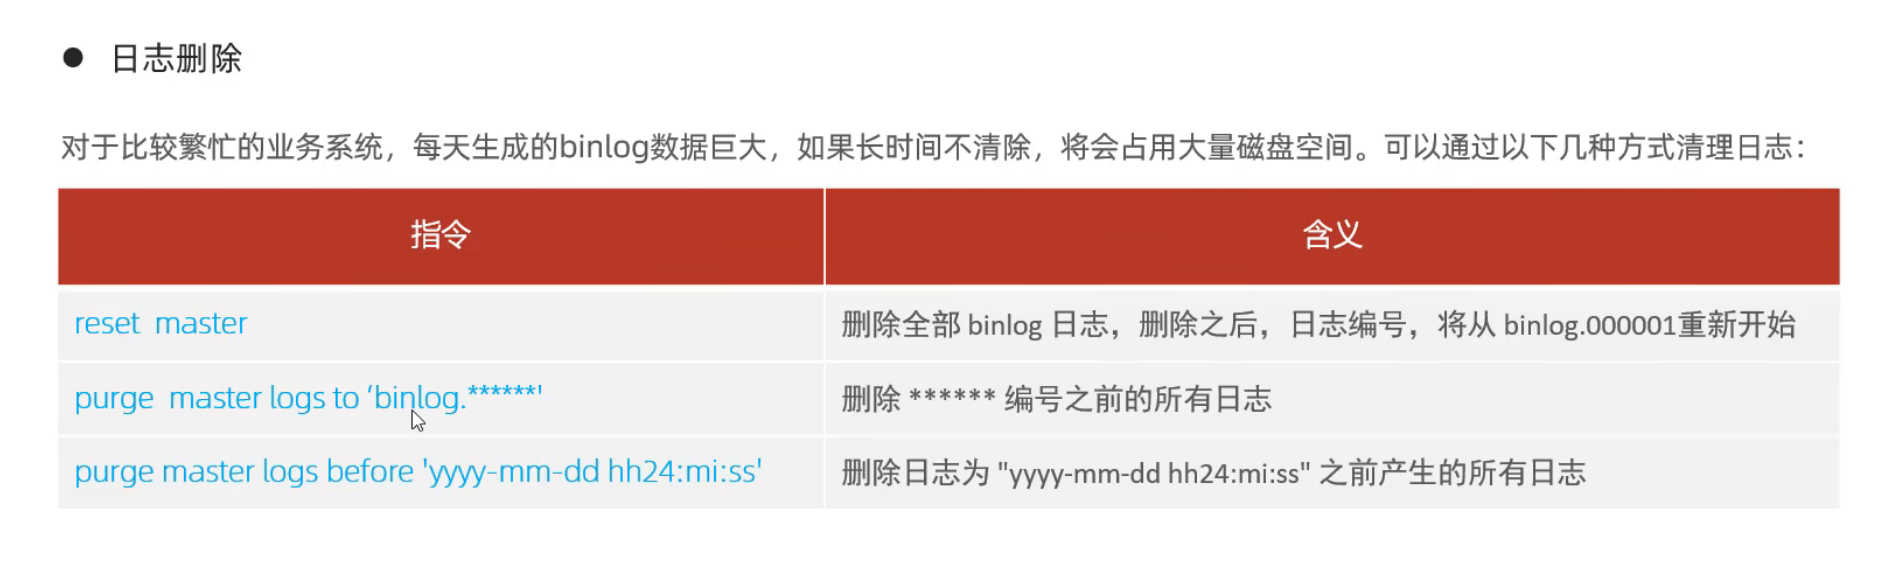 ● 日志删除
对于比较繁忙的业务系统，每天生成的binlog数据巨大，如果长时间不清除，将会占用大量磁盘空间。可以通过以下几种方式清理日志：
指令 含义
reset master 删除全部 binlog 日志，删除之后，日志编号，将从 binlog.000001重新开始
purge master logs to ‘binlog.******' 删除 ****** 编号之前的所有日志
purge master logs before 'yyyy-mm-dd hh24:mi:ss' 删除日志为 "yyyy-mm-dd hh24:mi:ss" 之前产生的所有日志